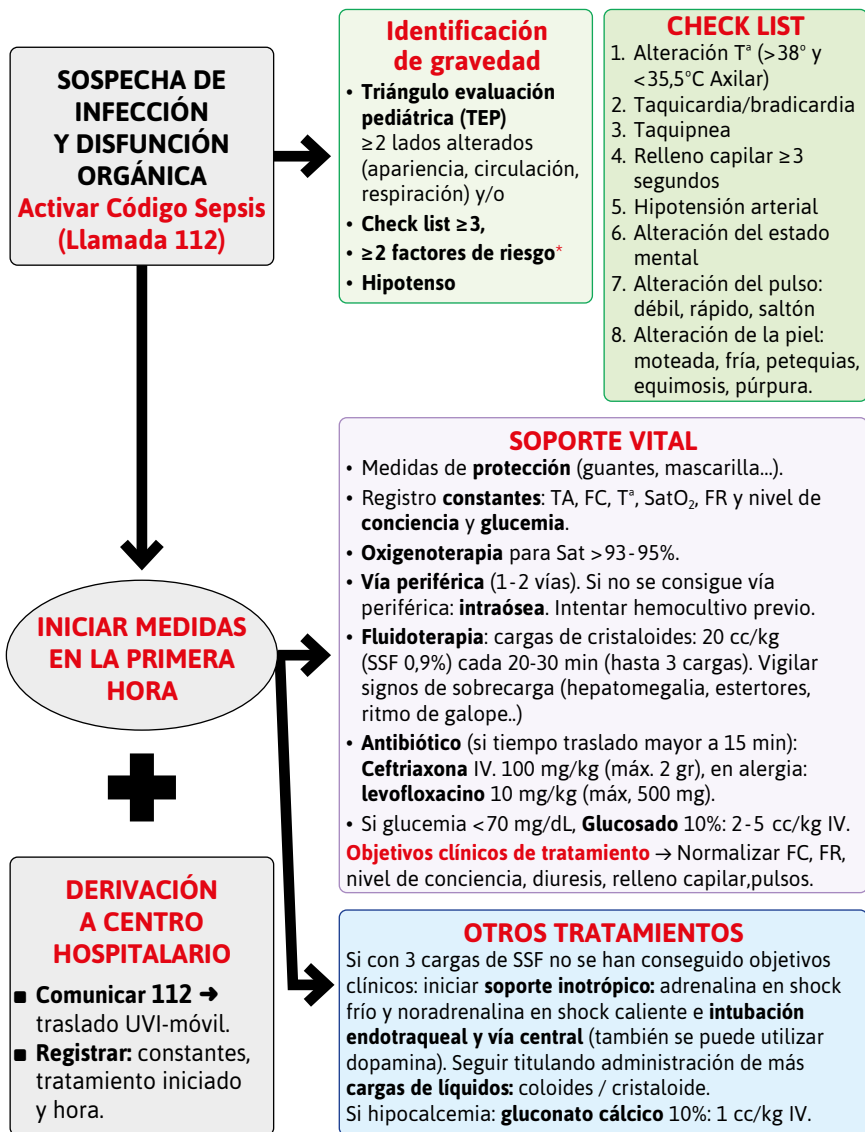 SOSPECHA DE
INFECCIÓN
Y DISFUNCIÓN
ORGÁNICA
Activar Código Sepsis
(Llamada 112)
Identificación
de gravedad
• Triángulo evaluación
pediátrica (TEP)
≥2 lados alterados
(apariencia, circulación,
respiración) y/o
• Check list ≥3,
• ≥2 factores de riesgo*
• Hipotenso
CHECK LIST
1. Alteración Tª (>38° y
<35,5°C Axilar)
2. Taquicardia/bradicardia
3. Taquipnea
4. Relleno capilar ≥3
segundos
5. Hipotensión arterial
6. Alteración del estado
mental
7. Alteración del pulso:
débil, rápido, saltón
8. Alteración de la piel:
moteada, fría, petequias,
equimosis, púrpura.
INICIAR MEDIDAS
EN LA PRIMERA
HORA
SOPORTE VITAL
• Medidas de protección (guantes, mascarilla...).
• Registro constantes: TA, FC, Tª, SatO₂, FR y nivel de
conciencia y glucemia.
• Oxigenoterapia para Sat >93-95%.
• Vía periférica (1-2 vías). Si no se consigue vía
periférica: intraósea. Intentar hemocultivo previo.
• Fluidoterapia: cargas de cristaloides: 20 cc/kg
(SSF 0,9%) cada 20-30 min (hasta 3 cargas). Vigilar
signos de sobrecarga (hepatomegalia, estertores,
ritmo de galope..)
• Antibiótico (si tiempo traslado mayor a 15 min):
Ceftriaxona IV. 100 mg/kg (máx. 2 gr), en alergia:
levofloxacino 10 mg/kg (máx, 500 mg).
• Si glucemia <70 mg/dL, Glucosado 10%: 2-5 cc/kg IV.
Objetivos clínicos de tratamiento → Normalizar FC, FR,
nivel de conciencia, diuresis, relleno capilar,pulsos.
DERIVACIÓN
A CENTRO
HOSPITALARIO
■ Comunicar 112 ➜
traslado UVI-móvil.
■ Registrar: constantes,
tratamiento iniciado
y hora.
OTROS TRATAMIENTOS
Si con 3 cargas de SSF no se han conseguido objetivos
clínicos: iniciar soporte inotrópico: adrenalina en shock
frío y noradrenalina en shock caliente e intubación
endotraqueal y vía central (también se puede utilizar
dopamina). Seguir titulando administración de más
cargas de líquidos: coloides / cristaloide.
Si hipocalcemia: gluconato cálcico 10%: 1 cc/kg IV.